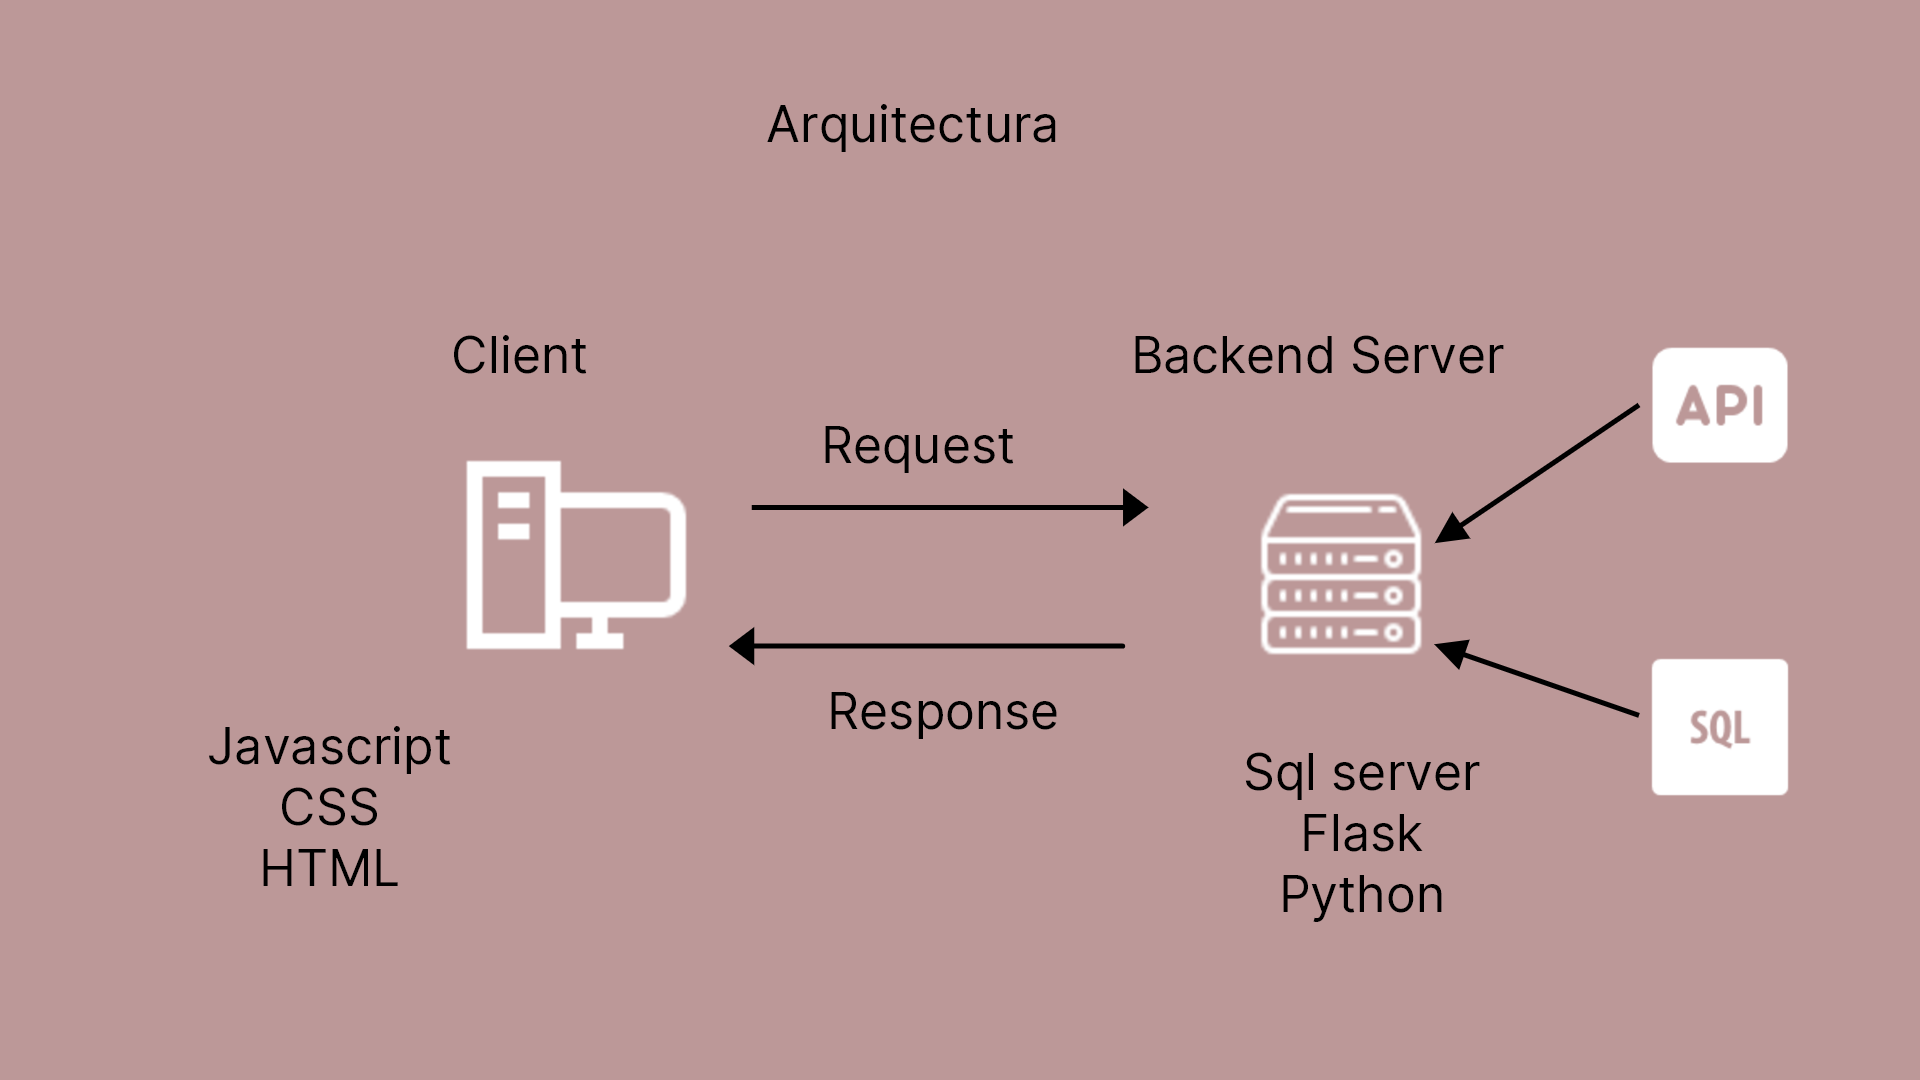 Arquitectura
Client
Backend Server
API
Request
Response
SQL
Javascript
CSS
HTML
Sql server
Flask
Python